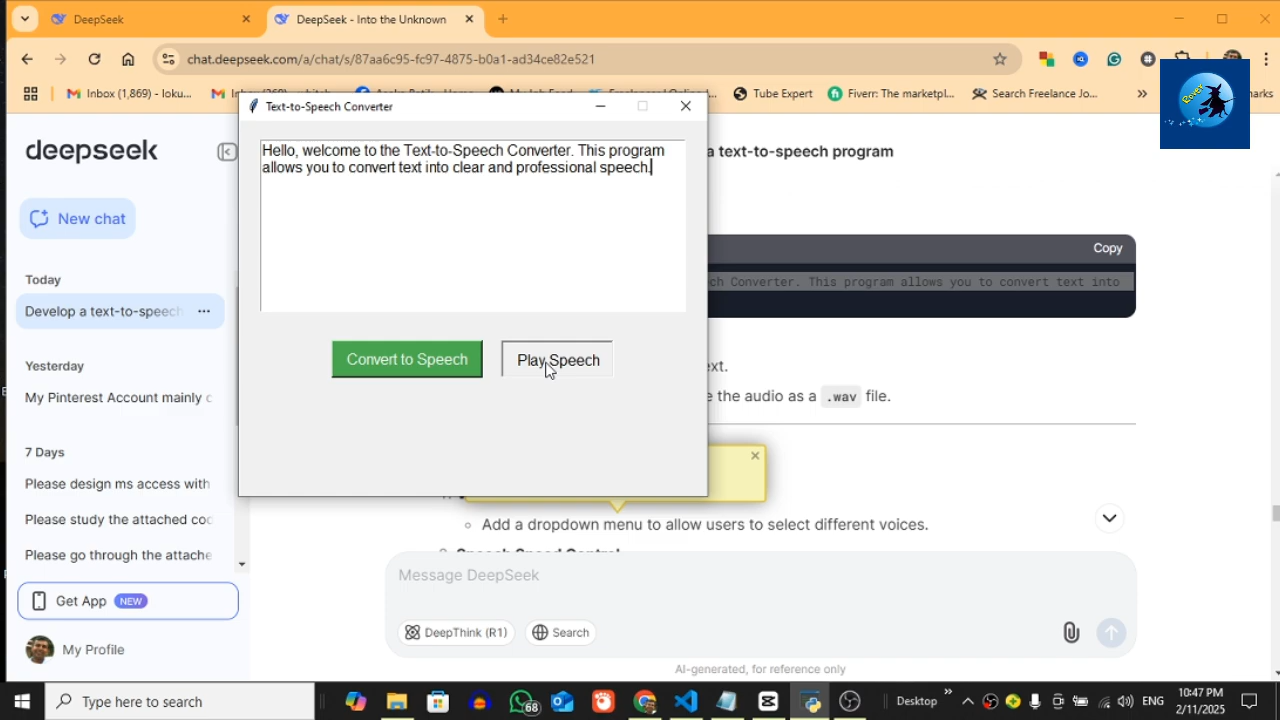 DeepSeek
DeepSeek - Into the Unknown
chat.deepseek.com/a/chat/s/87aa6c95-fc97-4875-b0a1-ad34ce82e521
Inbox (1,869) - loku...
Tube Expert
Fiverr: The marketpl...
Search Freelance Jo...
Rover
Text-to-Speech Converter
Hello, welcome to the Text-to-Speech Converter. This program
allows you to convert text into clear and professional speech.
Convert to Speech
Play Speech
deepseek
New chat
Today
Develop a text-to-speech
Yesterday
My Pinterest Account mainly c
7 Days
Please design ms access with
Please study the attached coc
Please go through the attache
Get App NEW
My Profile
a text-to-speech program
Copy
ch Converter. This program allows you to convert text into
ext.
e the audio as a .wav file.
Add a dropdown menu to allow users to select different voices.
Speech Speed Control
Message DeepSeek
DeepThink (R1)
Search
AI-generated, for reference only
Type here to search
68
Desktop
ENG
10:47 PM
2/11/2025